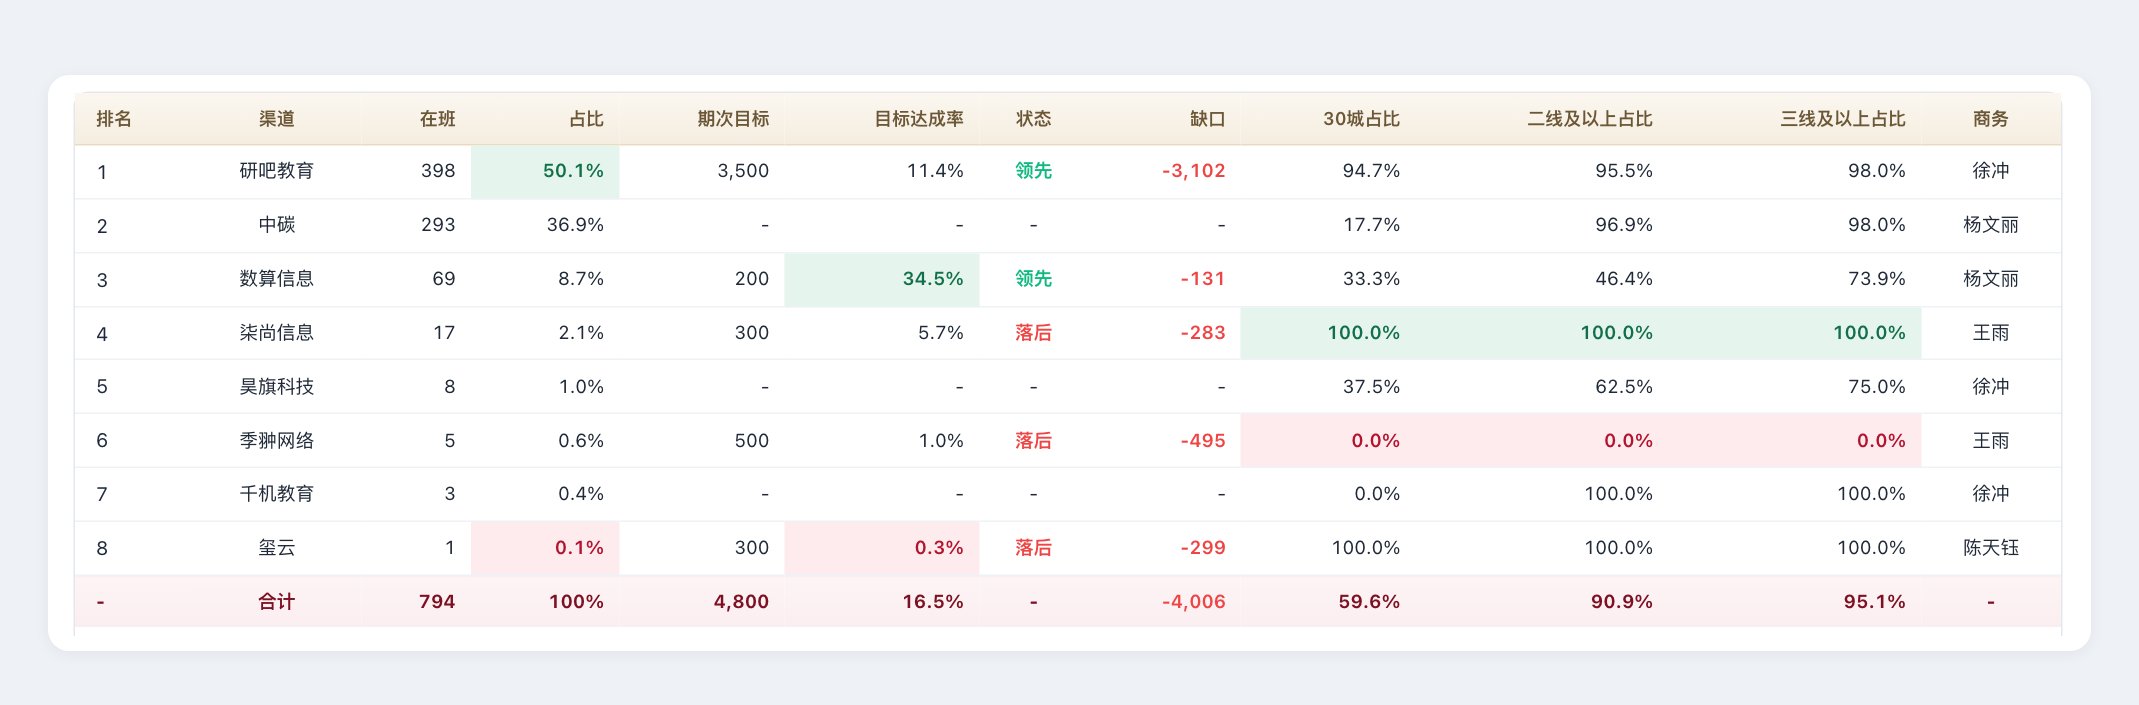 排名 渠道 在班 占比 期次目标 目标达成率 状态 缺口 30城占比 二线及以上占比 三线及以上占比 商务
1 研吧教育 398 50.1% 3,500 11.4% 领先 -3,102 94.7% 95.5% 98.0% 徐冲
2 中碳 293 36.9% - - - - 17.7% 96.9% 98.0% 杨文丽
3 数算信息 69 8.7% 200 34.5% 领先 -131 33.3% 46.4% 73.9% 杨文丽
4 柒尚信息 17 2.1% 300 5.7% 落后 -283 100.0% 100.0% 100.0% 王雨
5 昊旗科技 8 1.0% - - - - 37.5% 62.5% 75.0% 徐冲
6 季翀网络 5 0.6% 500 1.0% 落后 -495 0.0% 0.0% 0.0% 王雨
7 千机教育 3 0.4% - - - - 0.0% 100.0% 100.0% 徐冲
8 玺云 1 0.1% 300 0.3% 落后 -299 100.0% 100.0% 100.0% 陈天钰
- 合计 794 100% 4,800 16.5% - -4,006 59.6% 90.9% 95.1% -